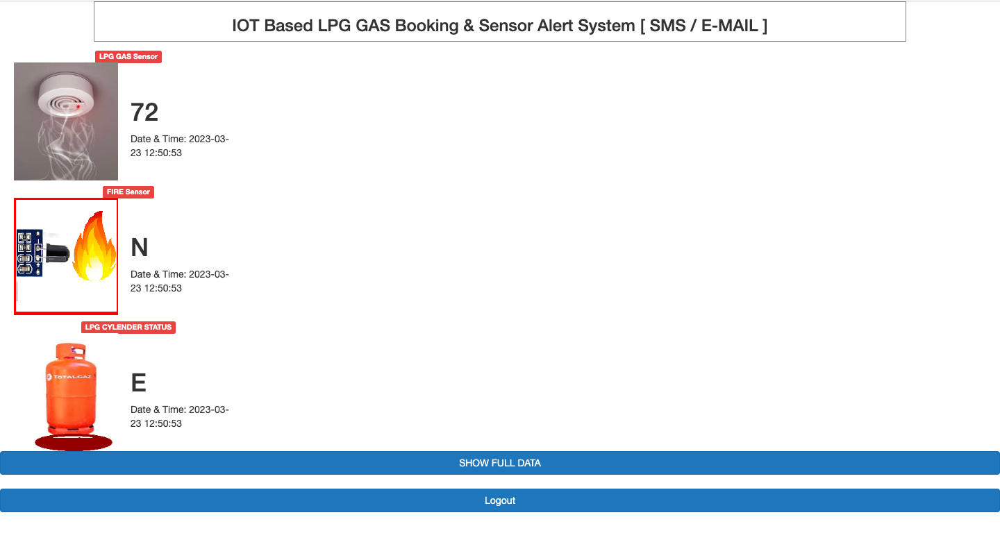 IOT Based LPG GAS Booking & Sensor Alert System [ SMS / E-MAIL ]
LPG GAS Sensor
72
Date & Time: 2023-03-
23 12:50:53
FIRE Sensor
N
Date & Time: 2023-03-
23 12:50:53
LPG CYLENDER STATUS
TOTALGAZ
E
Date & Time: 2023-03-
23 12:50:53
SHOW FULL DATA
Logout